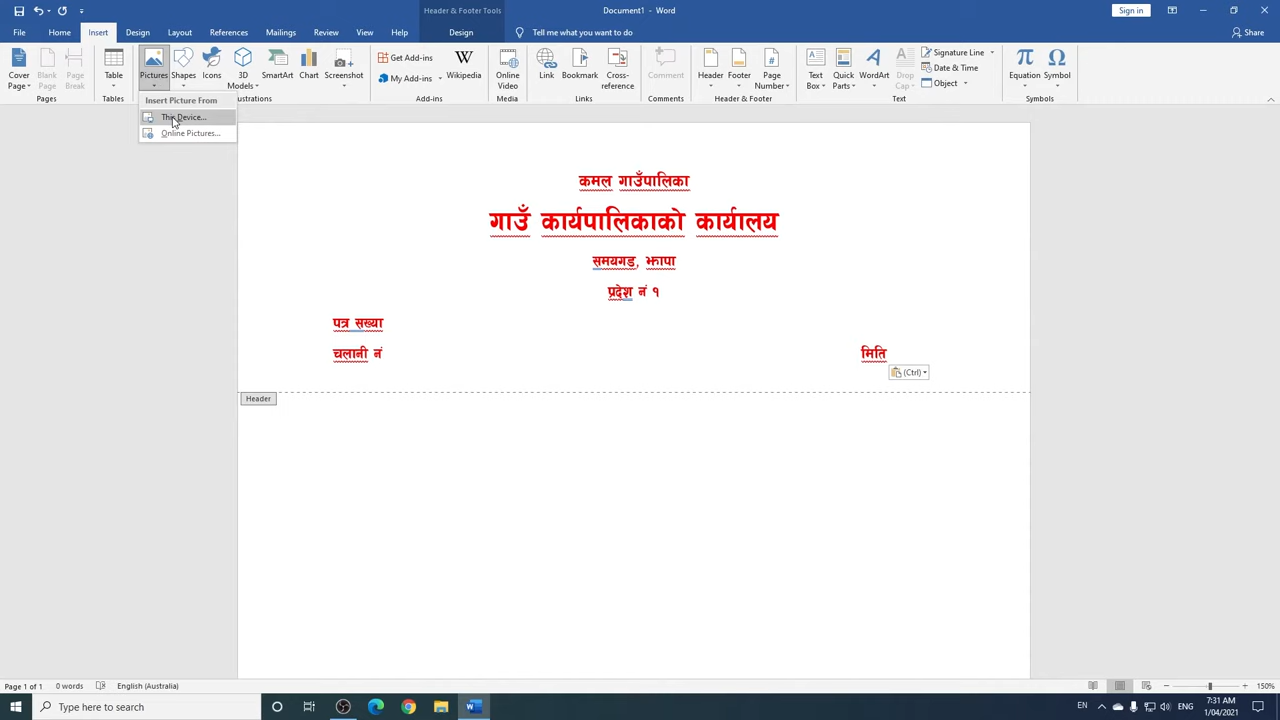 Header & Footer Tools
Document1 - Word
Sign in
File Home Insert Design Layout References Mailings Review View Help Design Tell me what you want to do Share
Cover Page Blank Page Page Break Table Pictures Shapes Icons 3D Models SmartArt Chart Screenshot Get Add-ins My Add-ins Wikipedia Online Video Link Bookmark Cross-reference Comment Header Footer Page Number Text Box Quick Parts WordArt Drop Cap Signature Line Date & Time Object Equation Symbol
Pages Tables lustrations Add-ins Media Links Comments Header & Footer Text Symbols
Insert Picture From
This Device...
Online Pictures...
कमल गाउँपालिका
गाउँ कार्यपालिकाको कार्यालय
समयगड, झापा
प्रदेश नं १
पत्र सख्या
चलानी नं मिति
(Ctrl)
Header
Page 1 of 1 0 words English (Australia) 150%
Type here to search
EN 7:31 AM
1/04/2021